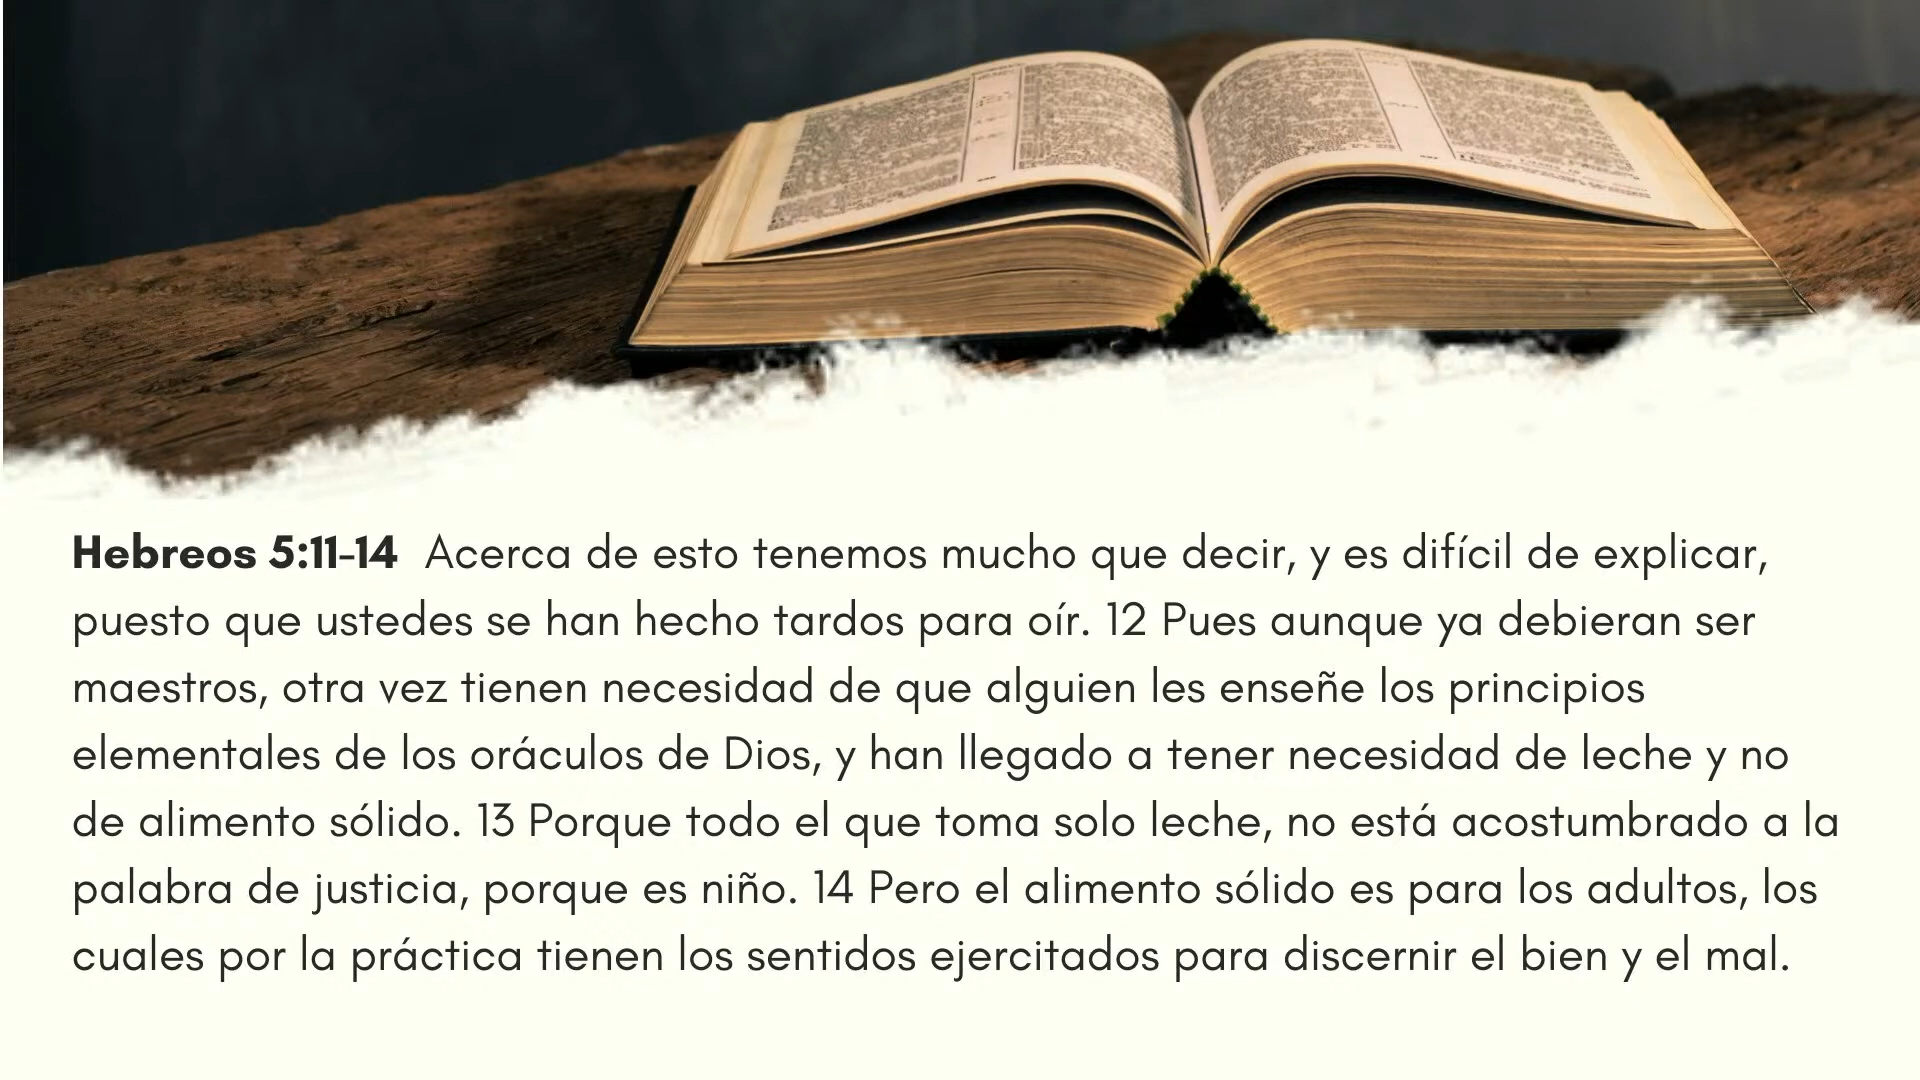 Hebreos 5:11-14 Acerca de esto tenemos mucho que decir, y es difícil de explicar,
puesto que ustedes se han hecho tardos para oír. 12 Pues aunque ya debieran ser
maestros, otra vez tienen necesidad de que alguien les enseñe los principios
elementales de los oráculos de Dios, y han llegado a tener necesidad de leche y no
de alimento sólido. 13 Porque todo el que toma solo leche, no está acostumbrado a la
palabra de justicia, porque es niño. 14 Pero el alimento sólido es para los adultos, los
cuales por la práctica tienen los sentidos ejercitados para discernir el bien y el mal.